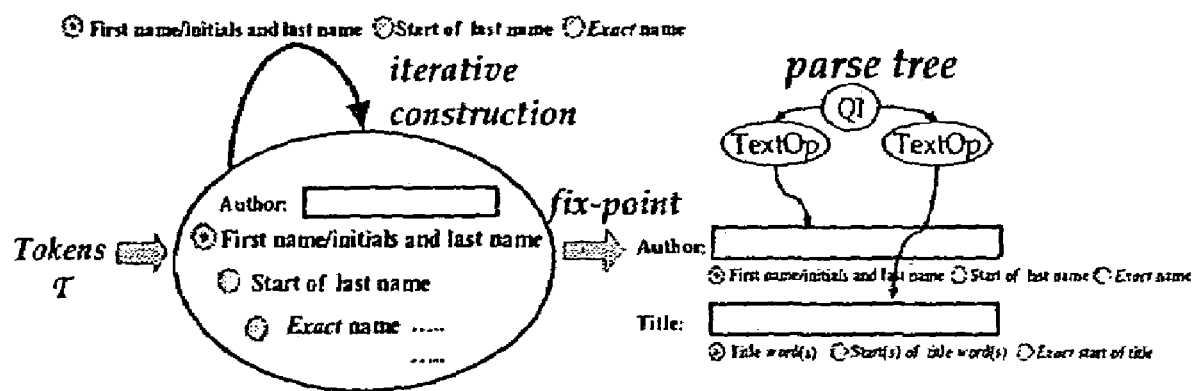 First name/initials and last name Start of last name Exact name
iterative
construction
parse tree
QI
TextOp TextOp
Author:
fix-point
First name/initials and last name
Tokens
T
Start of last name
Exact name .....
.....
Author:
First name/initials and last name Start of last name Exact name
Title:
Title word(s) Start(s) of title word(s) Exact start of title